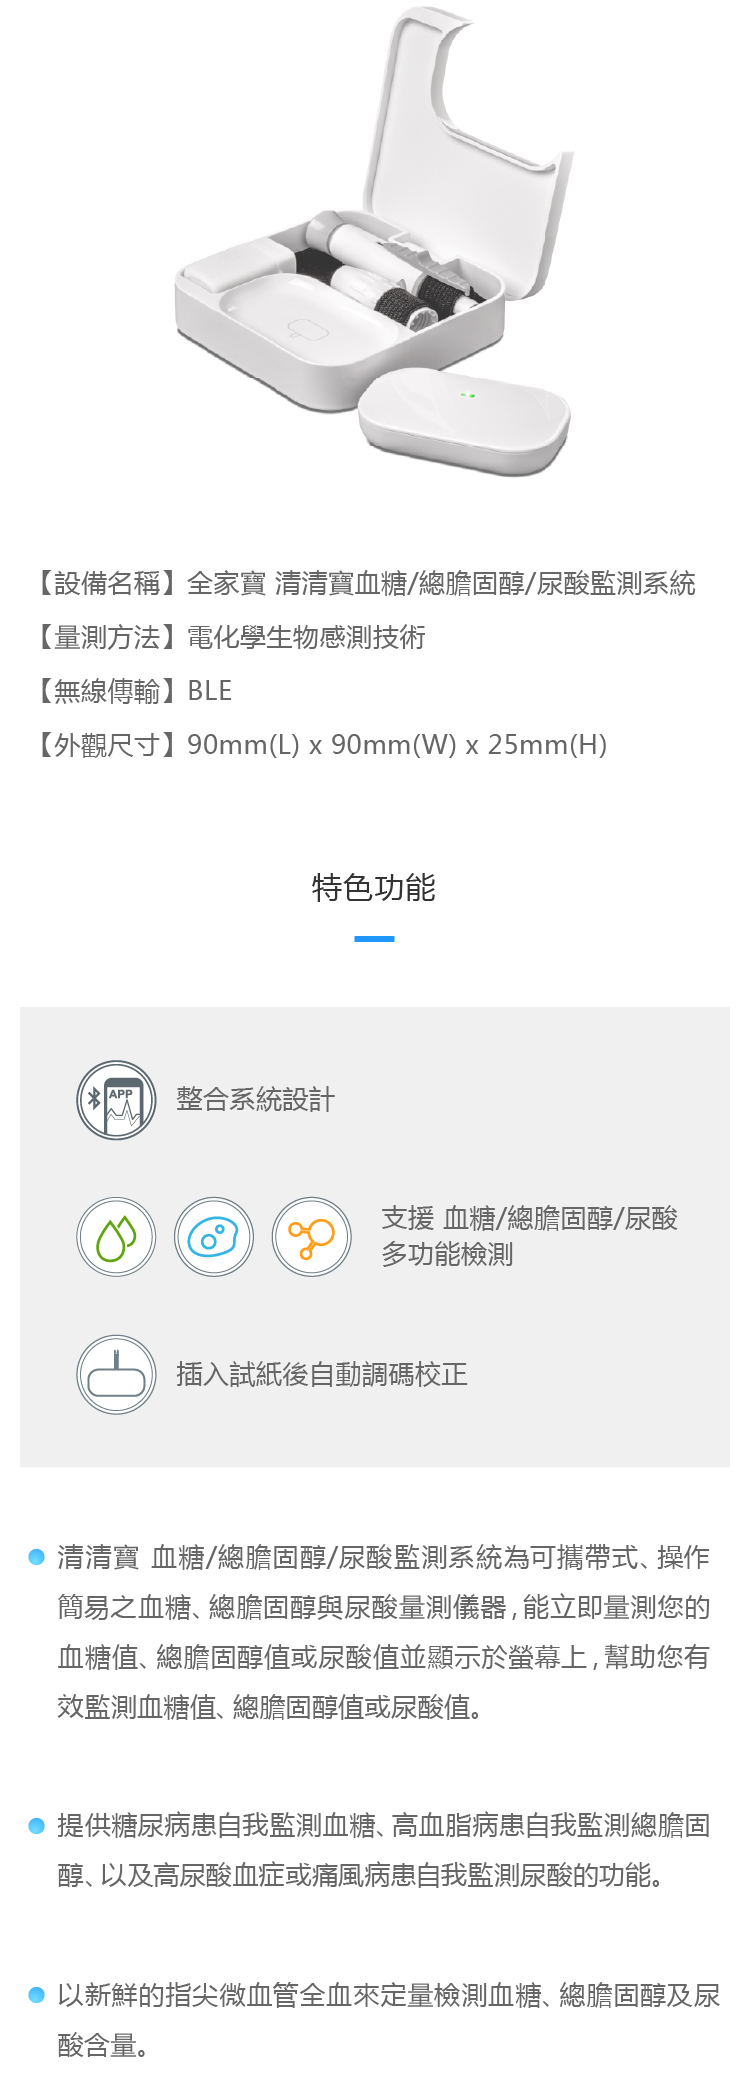 【設備名稱】全家寶 清清寶血糖/總膽固醇/尿酸監測系統
【量測方法】電化學生物感測技術
【無線傳輸】BLE
【外觀尺寸】90mm(L) x 90mm(W) x 25mm(H)
特色功能
APP
整合系統設計
支援 血糖/總膽固醇/尿酸
多功能檢測
插入試紙後自動調碼校正
清清寶 血糖/總膽固醇/尿酸監測系統為可攜帶式、操作
簡易之血糖、總膽固醇與尿酸量測儀器,能立即量測您的
血糖值、總膽固醇值或尿酸值並顯示於螢幕上,幫助您有
效監測血糖值、總膽固醇值或尿酸值。
提供糖尿病患自我監測血糖、高血脂病患自我監測總膽固
醇、以及高尿酸血症或痛風病患自我監測尿酸的功能。
以新鮮的指尖微血管全血來定量檢測血糖、總膽固醇及尿
酸含量。